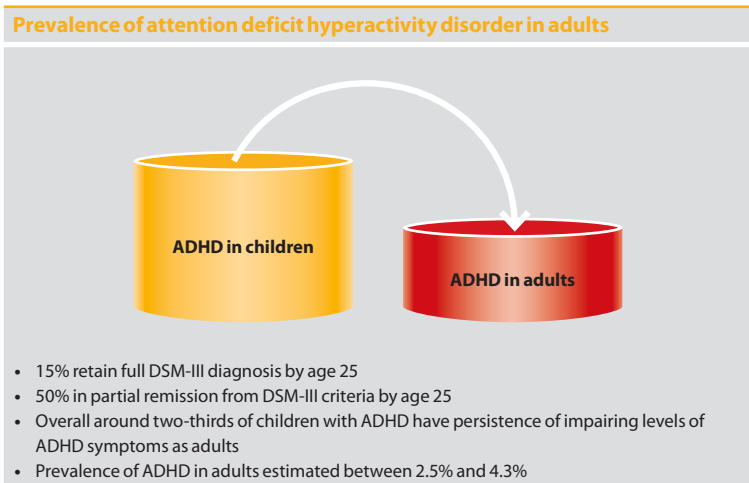 Prevalence of attention deficit hyperactivity disorder in adults
ADHD in children
ADHD in adults
• 15% retain full DSM-III diagnosis by age 25
• 50% in partial remission from DSM-III criteria by age 25
• Overall around two-thirds of children with ADHD have persistence of impairing levels of
ADHD symptoms as adults
• Prevalence of ADHD in adults estimated between 2.5% and 4.3%